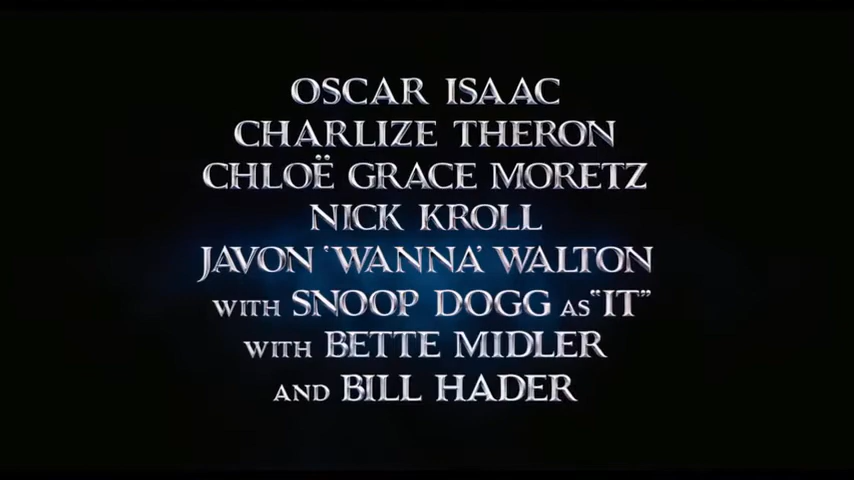 OSCAR ISAAC
CHARLIZE THERON
CHLOË GRACE MORETZ
NICK KROLL
JAVON 'WANNA' WALTON
WITH SNOOP DOGG AS "IT"
WITH BETTE MIDLER
AND BILL HADER